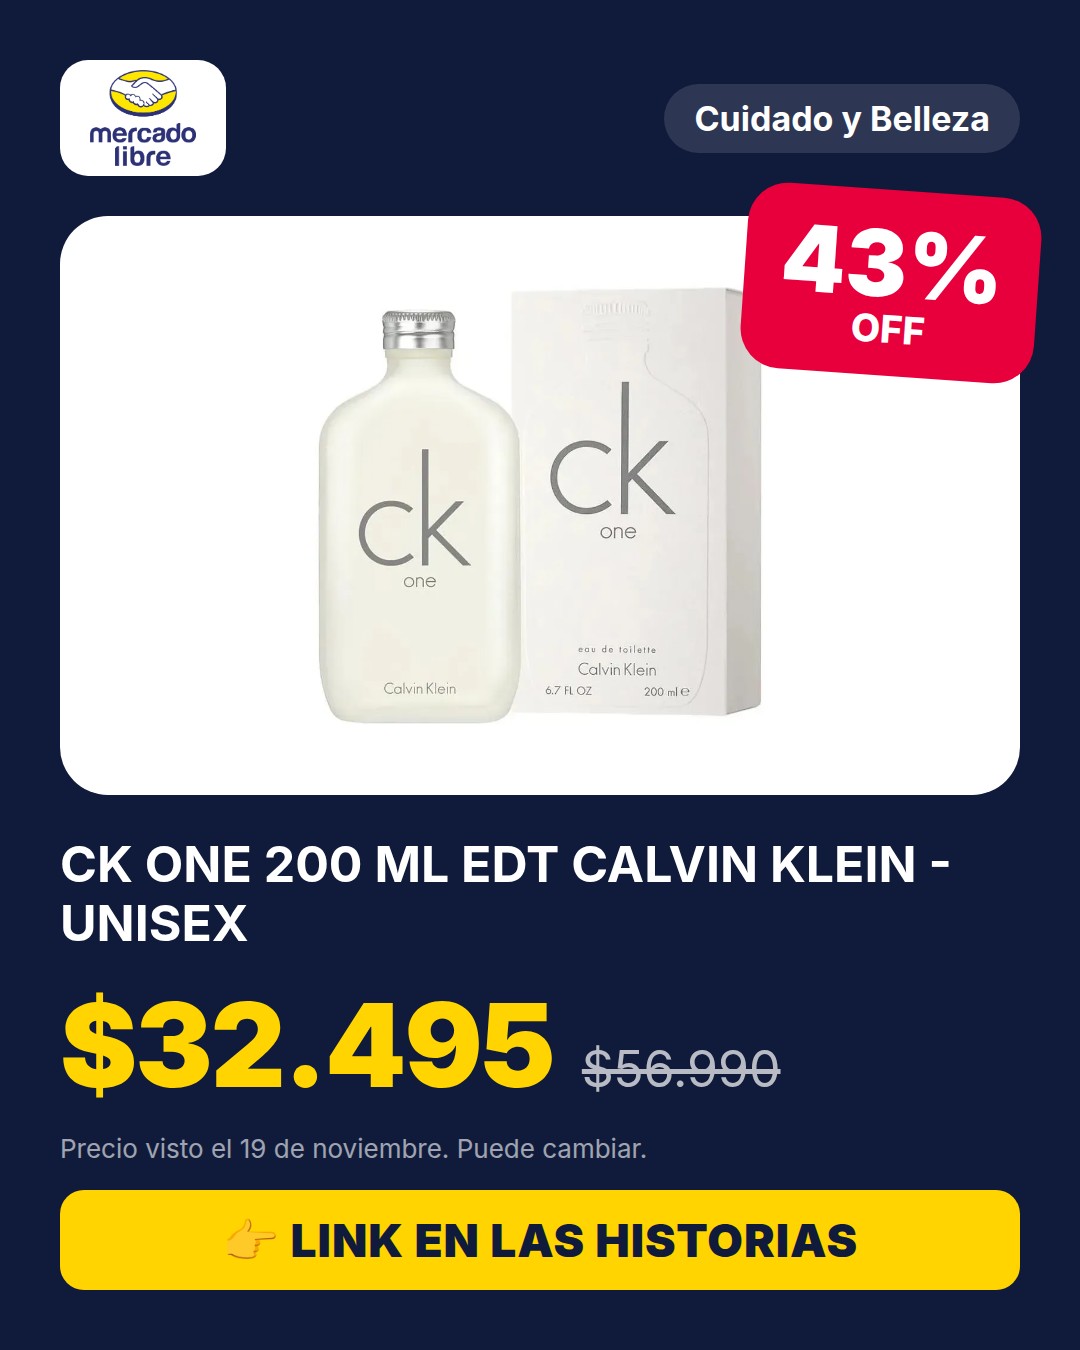 mercado
libre
Cuidado y Belleza
43%
OFF
ck
one
Calvin Klein
ck
one
eau de toilette
Calvin Klein
6.7 FL OZ 200 ml ℮
CK ONE 200 ML EDT CALVIN KLEIN -
UNISEX
$32.495 $56.990
Precio visto el 19 de noviembre. Puede cambiar.
👉 LINK EN LAS HISTORIAS